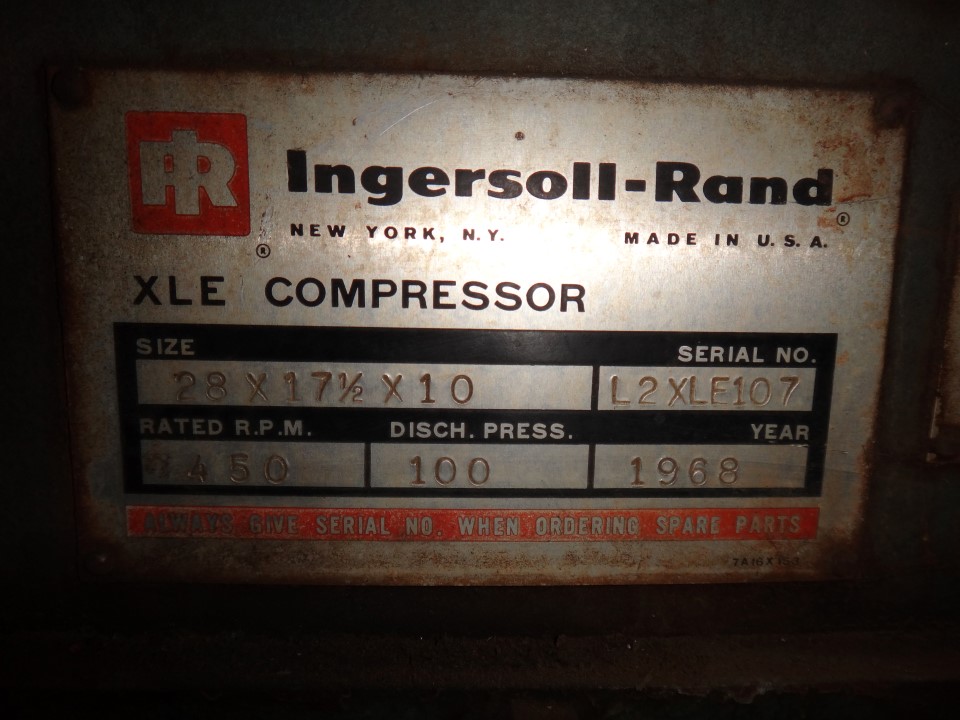 IR
Ingersoll-Rand®
®
NEW YORK, N.Y. MADE IN U.S.A.
XLE COMPRESSOR
SIZE SERIAL NO.
28 X 17½ X 10 L2XLE107
RATED R.P.M. DISCH. PRESS. YEAR
450 100 1968
ALWAYS GIVE SERIAL NO. WHEN ORDERING SPARE PARTS